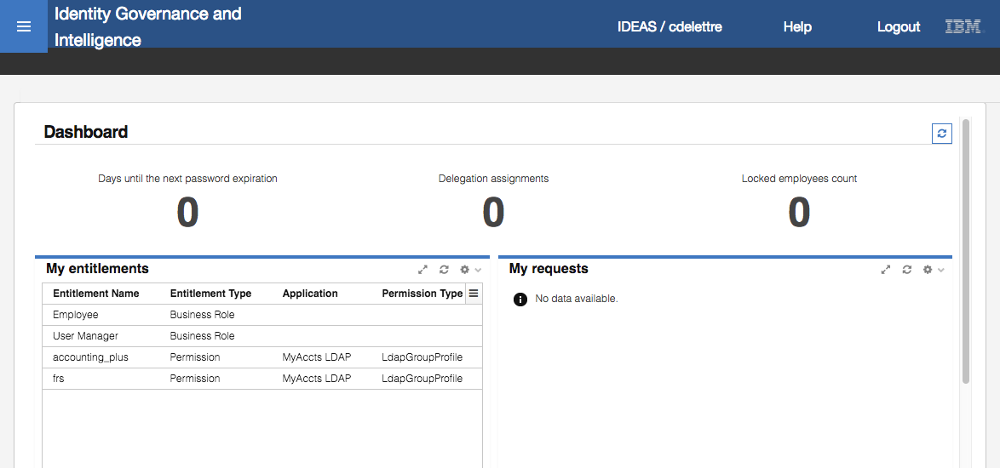 Identity Governance and
Intelligence
IDEAS / cdelettre Help Logout IBM
Dashboard
Days until the next password expiration Delegation assignments Locked employees count
0 0 0
My entitlements My requests
Entitlement Name Entitlement Type Application Permission Type
No data available.
Employee Business Role
User Manager Business Role
accounting_plus Permission MyAccts LDAP LdapGroupProfile
frs Permission MyAccts LDAP LdapGroupProfile